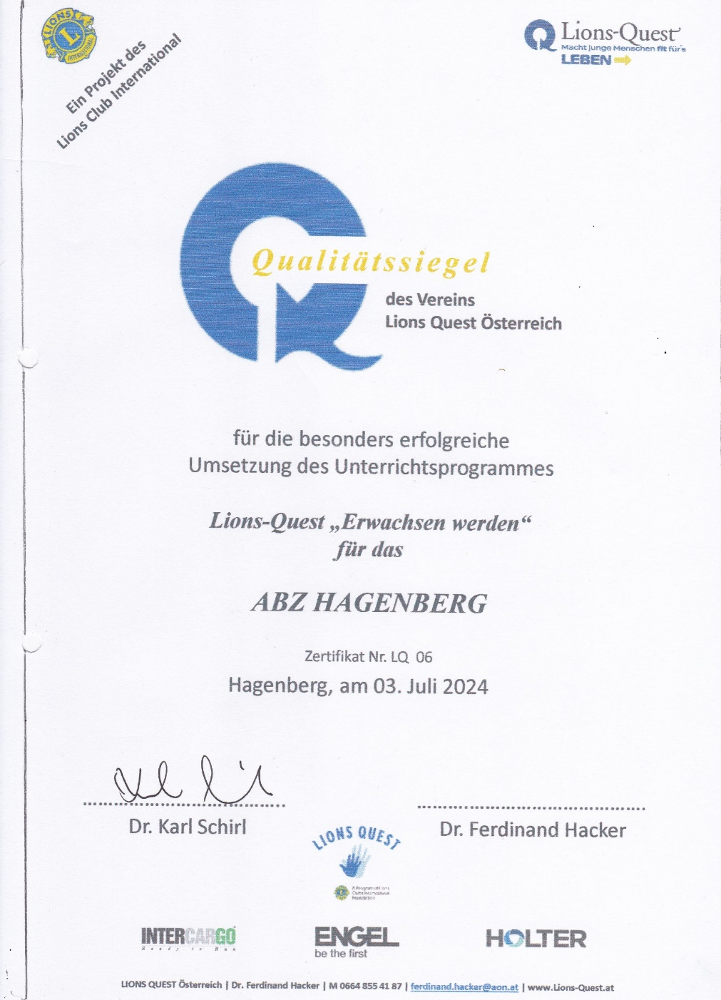 LIONS
L
INTERNATIONAL
Ein Projekt des
Lions Club International
Lions-Quest
Macht junge Menschen fit für's
LEBEN
Qualitätssiegel
des Vereins
Lions Quest Österreich
für die besonders erfolgreiche
Umsetzung des Unterrichtsprogrammes
Lions-Quest „Erwachsen werden“
für das
ABZ HAGENBERG
Zertifikat Nr. LQ 06
Hagenberg, am 03. Juli 2024
Dr. Karl Schirl
Dr. Ferdinand Hacker
LIONS QUEST
A Program of Lions
Clubs International
Foundation
INTERCARGO
Ready to Run
ENGEL
be the first
HOLTER
LIONS QUEST Österreich | Dr. Ferdinand Hacker | M 0664 855 41 87 | ferdinand.hacker@aon.at | www.Lions-Quest.at